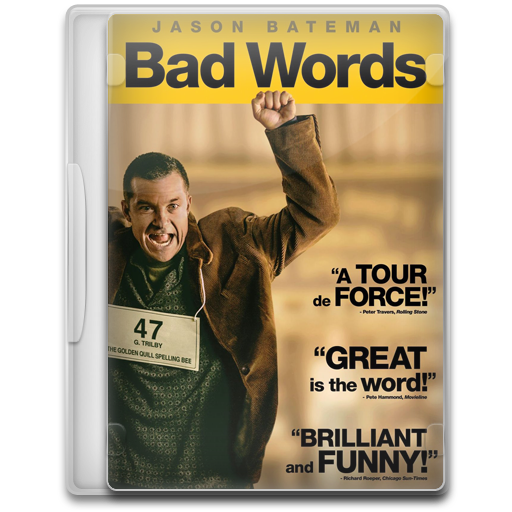 JASON BATEMAN
Bad Words
47
G. TRILBY
THE GOLDEN QUILL SPELLING BEE
“A TOUR
de FORCE!”
- Peter Travers, Rolling Stone
“GREAT
is the word!”
- Pete Hammond, Movieline
“BRILLIANT
and FUNNY!”
- Richard Roeper, Chicago Sun-Times